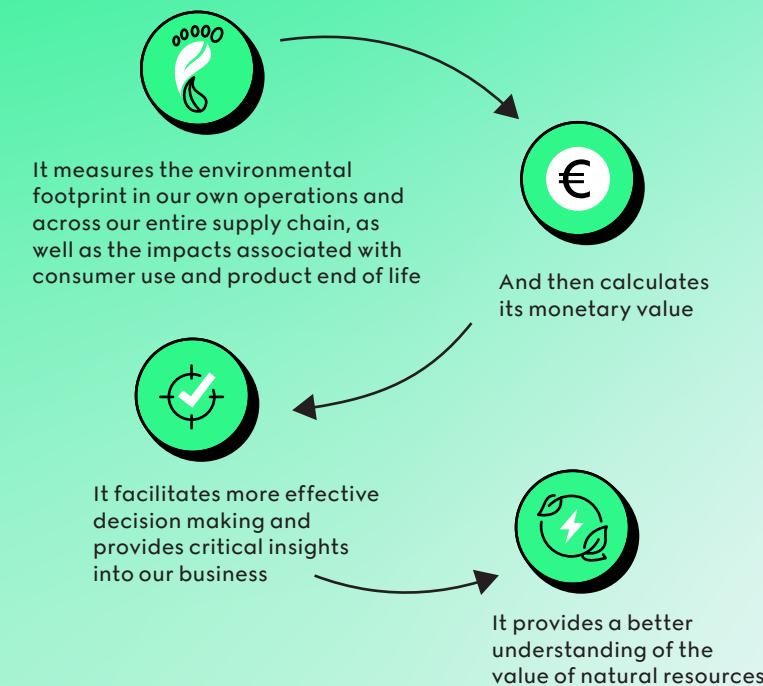 It measures the environmental
footprint in our own operations and
across our entire supply chain, as
well as the impacts associated with
consumer use and product end of life
€
And then calculates
its monetary value
It facilitates more effective
decision making and
provides critical insights
into our business
It provides a better
understanding of the
value of natural resources